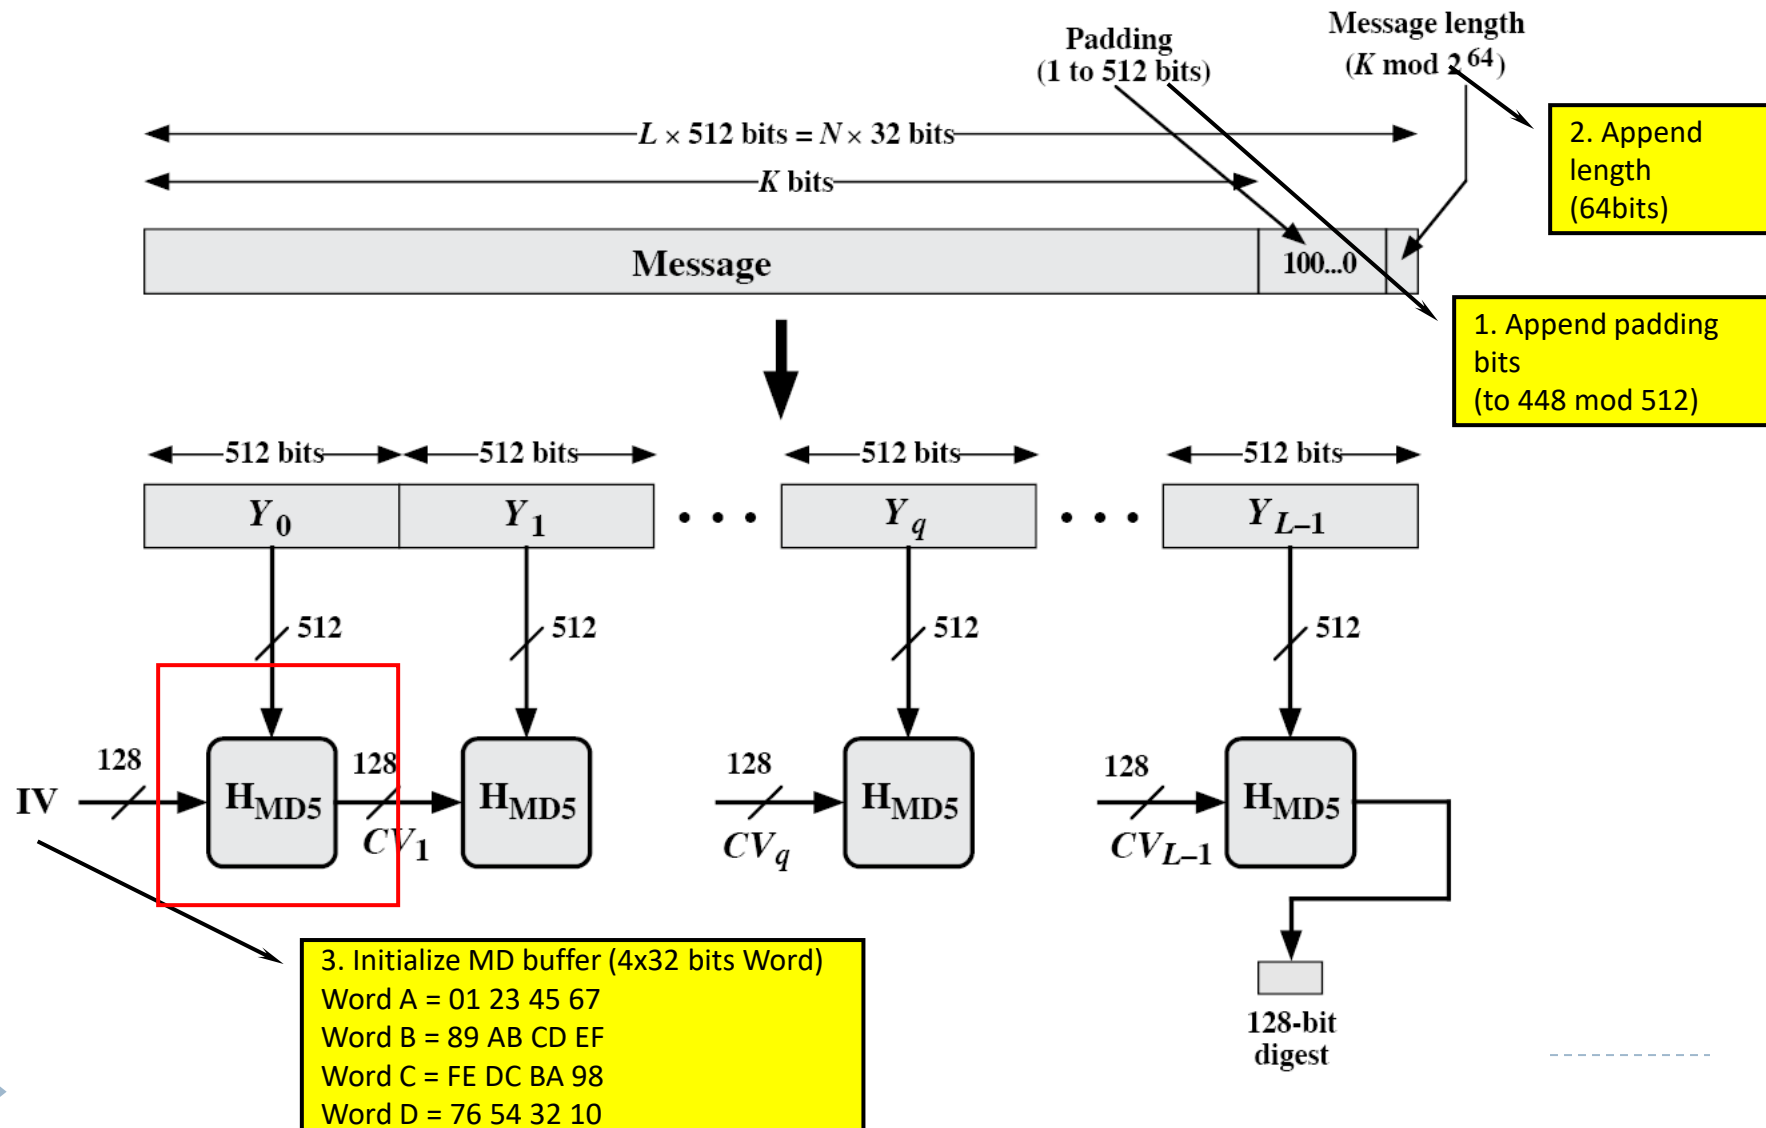 Padding
(1 to 512 bits)
Message length
(K mod 2^64)
2. Append
length
(64bits)
L × 512 bits = N × 32 bits
K bits
Message
100...0
1. Append padding
bits
(to 448 mod 512)
512 bits
512 bits
512 bits
512 bits
Y0
Y1
• • •
Yq
• • •
YL–1
512
512
512
512
IV
128
HMD5
128
CV1
HMD5
128
CVq
HMD5
128
CVL–1
HMD5
3. Initialize MD buffer (4x32 bits Word)
Word A = 01 23 45 67
Word B = 89 AB CD EF
Word C = FE DC BA 98
Word D = 76 54 32 10
128-bit
digest